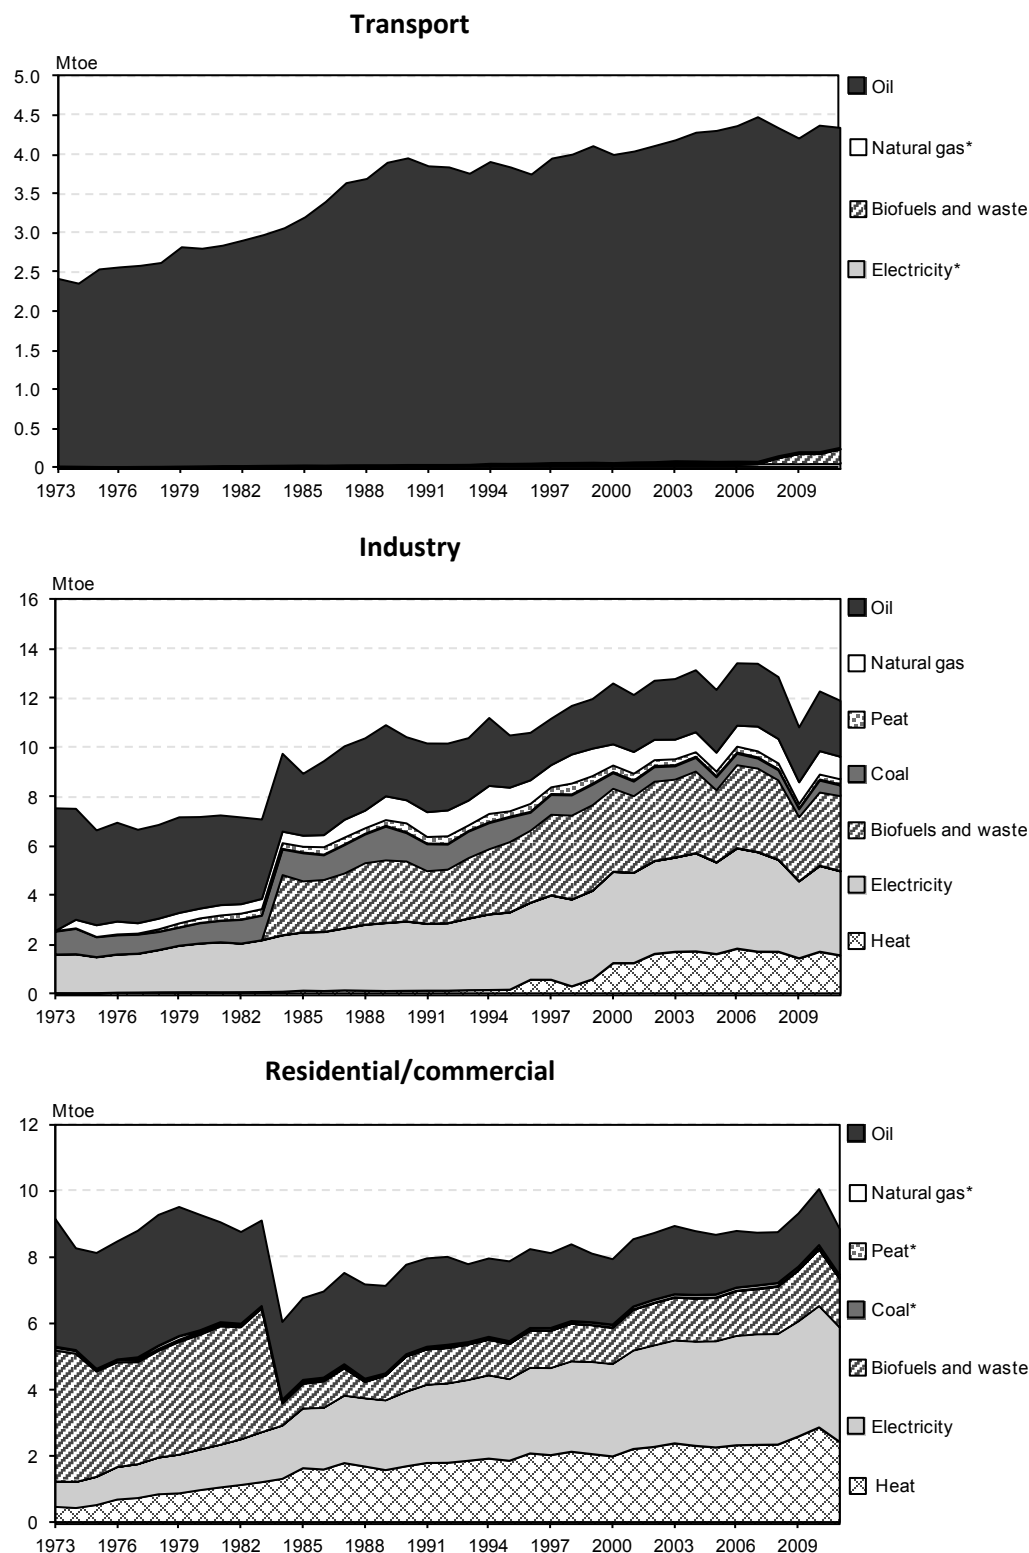 Transport
Mtoe
5.0
4.5
4.0
3.5
3.0
2.5
2.0
1.5
1.0
0.5
0
1973 1976 1979 1982 1985 1988 1991 1994 1997 2000 2003 2006 2009
Oil
Natural gas*
Biofuels and waste
Electricity*
Industry
Mtoe
16
14
12
10
8
6
4
2
0
1973 1976 1979 1982 1985 1988 1991 1994 1997 2000 2003 2006 2009
Oil
Natural gas
Peat
Coal
Biofuels and waste
Electricity
Heat
Residential/commercial
Mtoe
12
10
8
6
4
2
0
1973 1976 1979 1982 1985 1988 1991 1994 1997 2000 2003 2006 2009
Oil
Natural gas*
Peat*
Coal*
Biofuels and waste
Electricity
Heat